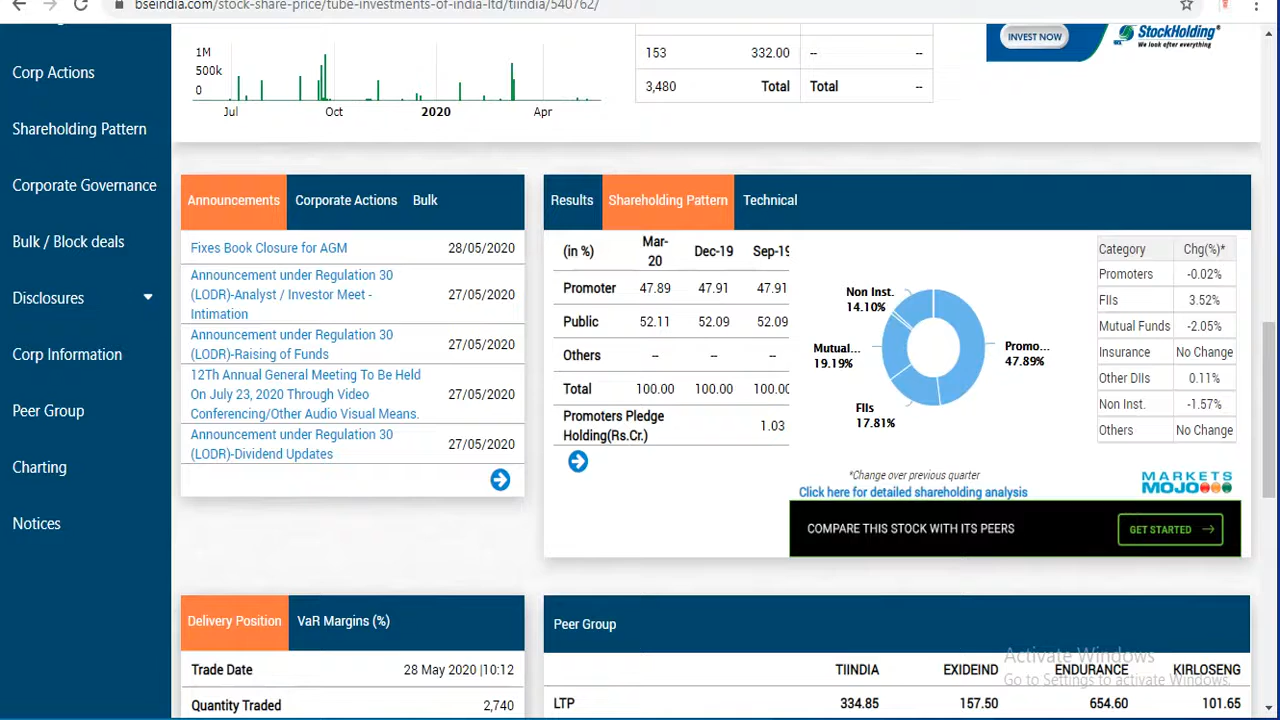 bseindia.com/stock-share-price/tube-investments-of-india-ltd/tiindia/540762/
Corp Actions
Shareholding Pattern
Corporate Governance
Bulk / Block deals
Disclosures
Corp Information
Peer Group
Charting
Notices
1M
500k
0
Jul Oct 2020 Apr
153 332.00 -- --
3,480 Total Total --
INVEST NOW
StockHolding®
We look after everything
Announcements Corporate Actions Bulk
Fixes Book Closure for AGM 28/05/2020
Announcement under Regulation 30
(LODR)-Analyst / Investor Meet - 27/05/2020
Intimation
Announcement under Regulation 30
(LODR)-Raising of Funds 27/05/2020
12Th Annual General Meeting To Be Held
On July 23, 2020 Through Video 27/05/2020
Conferencing/Other Audio Visual Means.
Announcement under Regulation 30
(LODR)-Dividend Updates 27/05/2020
Results Shareholding Pattern Technical
(in %) Mar-20 Dec-19 Sep-19
Promoter 47.89 47.91 47.91
Public 52.11 52.09 52.09
Others -- -- --
Total 100.00 100.00 100.00
Promoters Pledge
Holding(Rs.Cr.) 1.03
Non Inst.
14.10%
Mutual...
19.19%
Promo...
47.89%
FIIs
17.81%
Category Chg(%)*
Promoters -0.02%
FIIs 3.52%
Mutual Funds -2.05%
Insurance No Change
Other DIIs 0.11%
Non Inst. -1.57%
Others No Change
*Change over previous quarter
Click here for detailed shareholding analysis
MARKETS
MOJO
COMPARE THIS STOCK WITH ITS PEERS GET STARTED
Delivery Position VaR Margins (%)
Trade Date 28 May 2020 |10:12
Quantity Traded 2,740
Peer Group
TIINDIA EXIDEIND ENDURANCE KIRLOSENG
LTP 334.85 157.50 654.60 101.65
Activate Windows
Go to Settings to activate Windows.